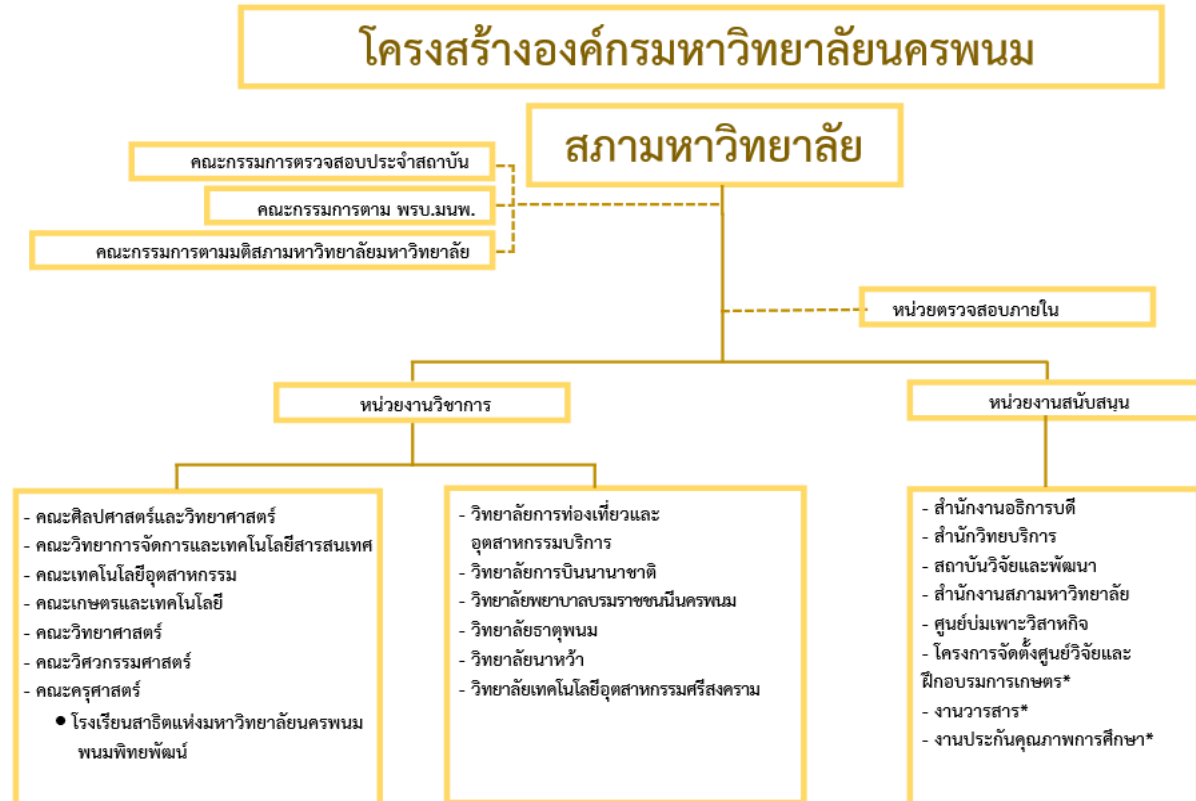 โครงสร้างองค์กรมหาวิทยาลัยนครพนม
สภามหาวิทยาลัย
คณะกรรมการตรวจสอบประจำสถาบัน
คณะกรรมการตาม พรบ.มนพ.
คณะกรรมการตามมติสภามหาวิทยาลัยมหาวิทยาลัย
หน่วยตรวจสอบภายใน
หน่วยงานวิชาการ
หน่วยงานสนับสนุน
- คณะศิลปศาสตร์และวิทยาศาสตร์
- คณะวิทยาการจัดการและเทคโนโลยีสารสนเทศ
- คณะเทคโนโลยีอุตสาหกรรม
- คณะเกษตรและเทคโนโลยี
- คณะวิทยาศาสตร์
- คณะวิศวกรรมศาสตร์
- คณะครุศาสตร์
● โรงเรียนสาธิตแห่งมหาวิทยาลัยนครพนม
พนมพิทยพัฒน์
- วิทยาลัยการท่องเที่ยวและ
อุตสาหกรรมบริการ
- วิทยาลัยการบินนานาชาติ
- วิทยาลัยพยาบาลบรมราชชนนีนครพนม
- วิทยาลัยธาตุพนม
- วิทยาลัยนาหว้า
- วิทยาลัยเทคโนโลยีอุตสาหกรรมศรีสงคราม
- สำนักงานอธิการบดี
- สำนักวิทยบริการ
- สถาบันวิจัยและพัฒนา
- สำนักงานสภามหาวิทยาลัย
- ศูนย์บ่มเพาะวิสาหกิจ
- โครงการจัดตั้งศูนย์วิจัยและ
ฝึกอบรมการเกษตร*
- งานวารสาร*
- งานประกันคุณภาพการศึกษา*